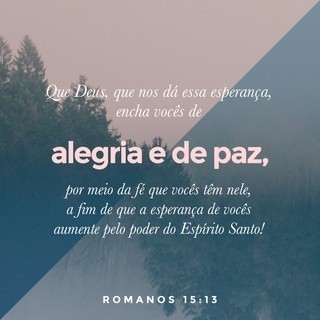 Que Deus, que nos dá essa esperança,
encha vocês de
alegria e de paz,
por meio da fé que vocês têm nele,
a fim de que a esperança de vocês
aumente pelo poder do Espírito Santo!
ROMANOS 15:13